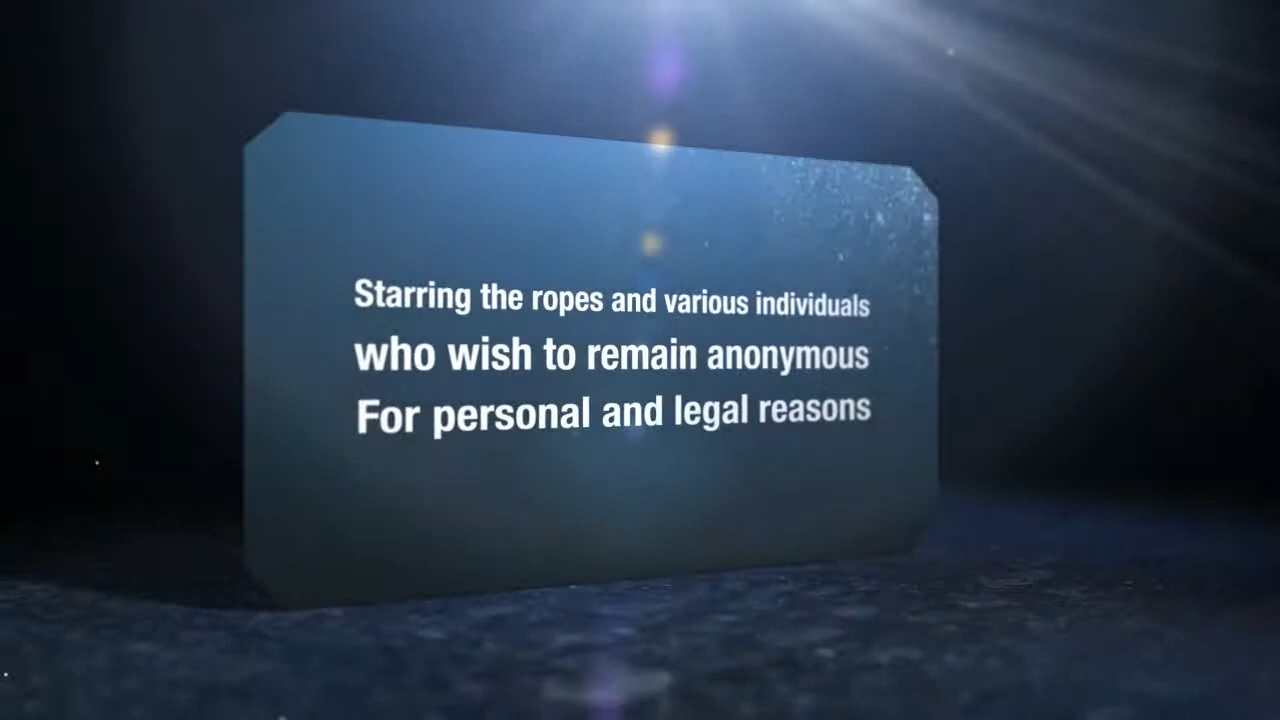 Starring the ropes and various individuals
who wish to remain anonymous
For personal and legal reasons